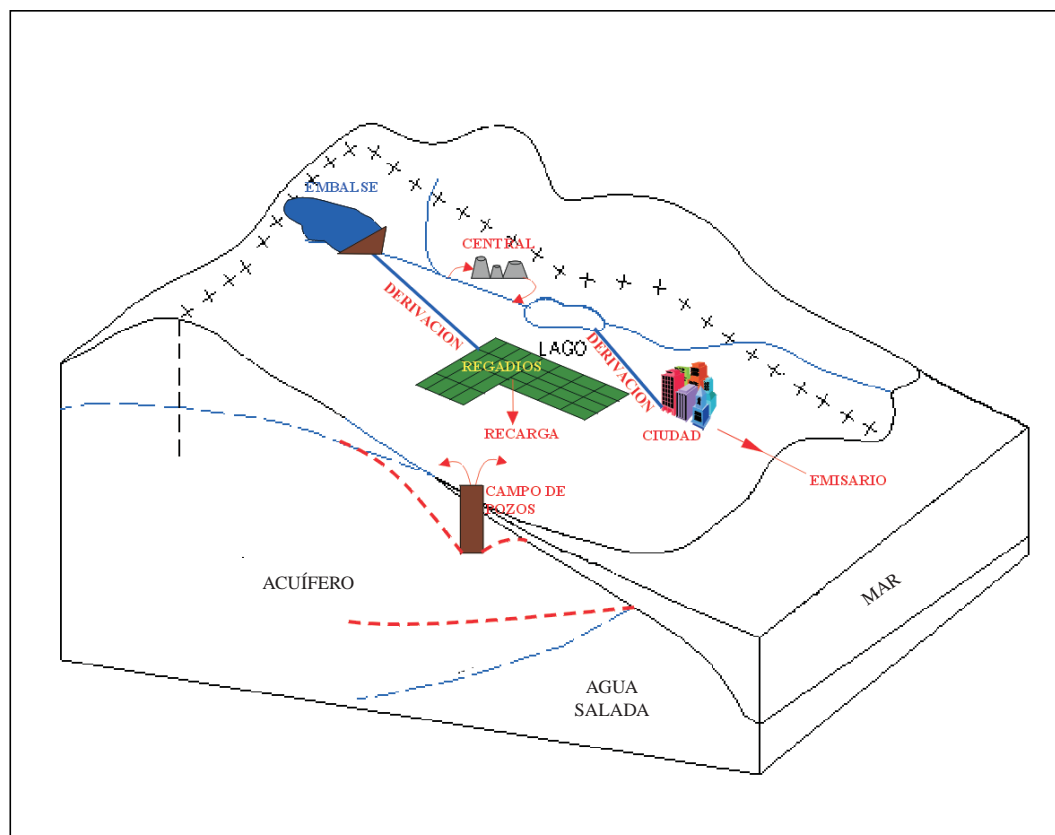 EMBALSE
CENTRAL
DERIVACION
LAGO
DERIVACION
REGADIOS
RECARGA
CIUDAD
EMISARIO
CAMPO DE
POZOS
ACUÍFERO
MAR
AGUA
SALADA